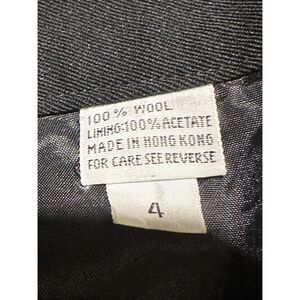 100% WOOL
LINING:100% ACETATE
MADE IN HONG KONG
FOR CARE SEE REVERSE
4